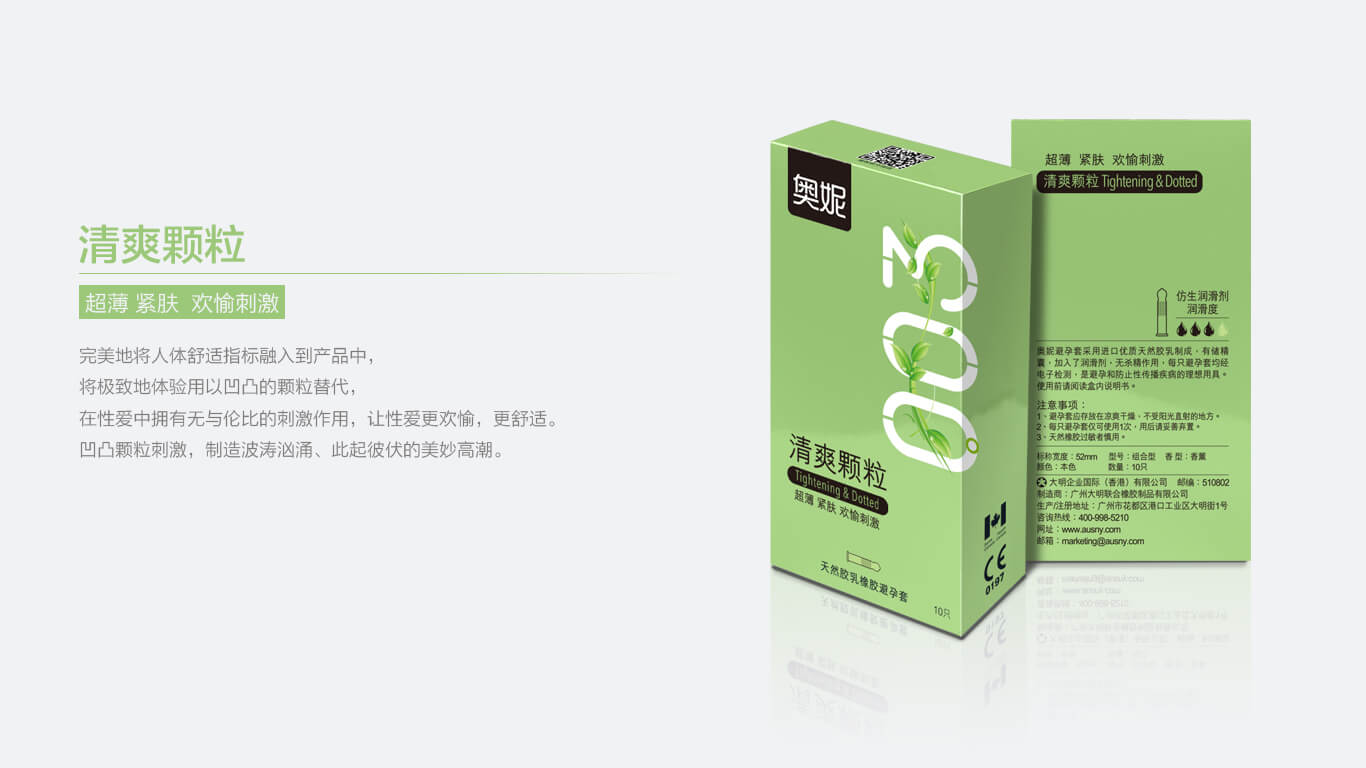 清爽颗粒
超薄 紧肤 欢愉刺激
完美地将人体舒适指标融入到产品中，
将极致地体验用以凹凸的颗粒替代，
在性爱中拥有无与伦比的刺激作用，让性爱更欢愉，更舒适。
凹凸颗粒刺激，制造波涛汹涌、此起彼伏的美妙高潮。
奥妮
003
清爽颗粒
Tightening & Dotted
超薄 紧肤 欢愉刺激
天然胶乳橡胶避孕套
10只
CE
0197
超薄 紧肤 欢愉刺激
清爽颗粒 Tightening & Dotted
仿生润滑剂
润滑度
奥妮避孕套采用进口优质天然胶乳制成，有储精
囊，加入了润滑剂，无杀精作用，每只避孕套均经
电子检测，是避孕和防止性传播疾病的理想用具。
使用前请阅读盒内说明书。
注意事项：
1、避孕套应存放在凉爽干燥，不受阳光直射的地方。
2、每只避孕套仅可使用1次，用后请妥善弃置。
3、天然橡胶过敏者慎用。
标称宽度：52mm 型号：组合型 香 型：香薰
颜色：本色 数量：10只
大明企业国际（香港）有限公司 邮编：510802
制造商：广州大明联合橡胶制品有限公司
生产/注册地址：广州市花都区港口工业区大明街1号
咨询热线：400-998-5210
网址：www.ausny.com
邮箱：marketing@ausny.com